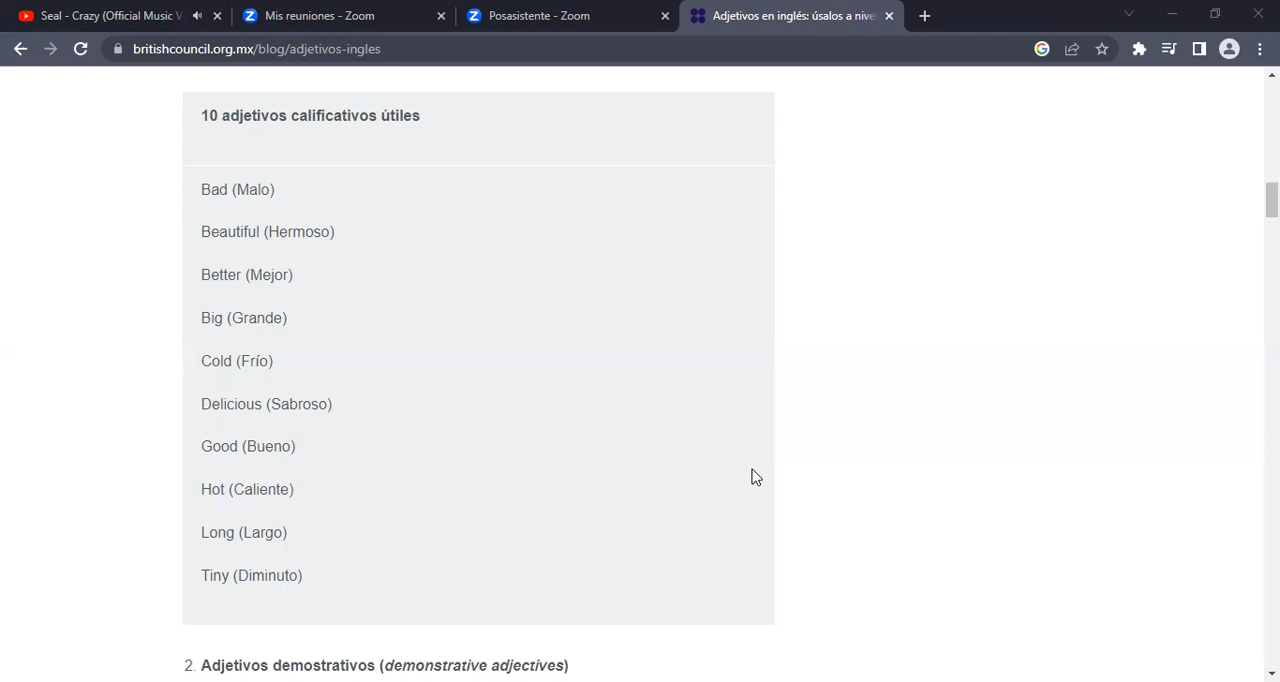 Seal - Crazy (Official Music V
Mis reuniones - Zoom
Posasistente - Zoom
Adjetivos en inglés: úsalos a nive
britishcouncil.org.mx/blog/adjetivos-ingles
10 adjetivos calificativos útiles
Bad (Malo)
Beautiful (Hermoso)
Better (Mejor)
Big (Grande)
Cold (Frío)
Delicious (Sabroso)
Good (Bueno)
Hot (Caliente)
Long (Largo)
Tiny (Diminuto)
2. Adjetivos demostrativos (demonstrative adjectives)